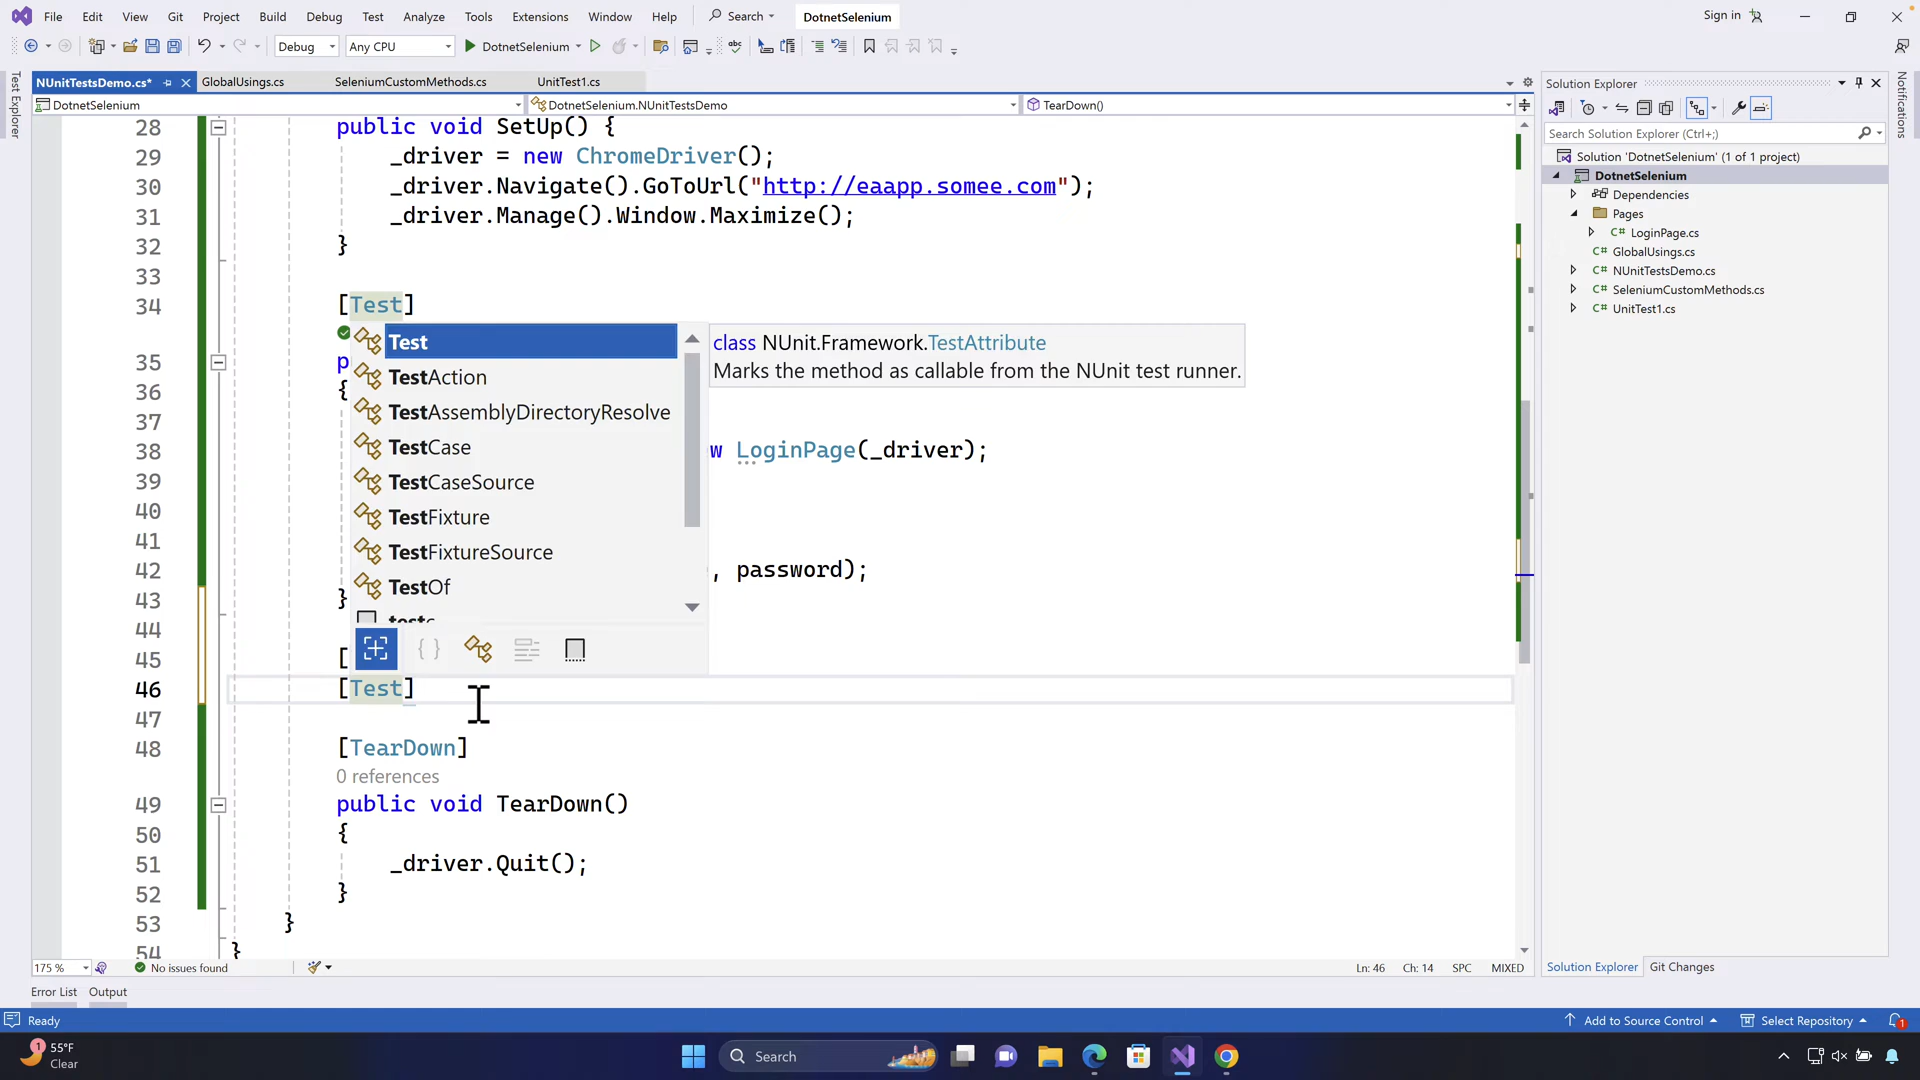 File Edit View Git Project Build Debug Test Analyze Tools Extensions Window Help Search DotnetSelenium Sign in
Debug Any CPU DotnetSelenium
Test Explorer
NUnitTestsDemo.cs* GlobalUsings.cs SeleniumCustomMethods.cs UnitTest1.cs
DotnetSelenium DotnetSelenium.NUnitTestsDemo TearDown()
28 public void SetUp() {
29 _driver = new ChromeDriver();
30 _driver.Navigate().GoToUrl("http://eaapp.somee.com");
31 _driver.Manage().Window.Maximize();
32 }
33
34 [Test]
Test
TestAction
TestAssemblyDirectoryResolve
TestCase
TestCaseSource
TestFixture
TestFixtureSource
TestOf
class NUnit.Framework.TestAttribute
Marks the method as callable from the NUnit test runner.
35 p
36 {
37
38 w LoginPage(_driver);
39
40
41
42 , password);
43 }
44
45 [
46 [Test]
47
48 [TearDown]
0 references
49 public void TearDown()
50 {
51 _driver.Quit();
52 }
53 }
54 }
175 % No issues found Ln: 46 Ch: 14 SPC MIXED
Solution Explorer
Search Solution Explorer (Ctrl+;)
Solution 'DotnetSelenium' (1 of 1 project)
DotnetSelenium
Dependencies
Pages
C# LoginPage.cs
C# GlobalUsings.cs
C# NUnitTestsDemo.cs
C# SeleniumCustomMethods.cs
C# UnitTest1.cs
Solution Explorer Git Changes
Notifications
Error List Output
Ready Add to Source Control Select Repository 1
1 55°F
Clear
Search